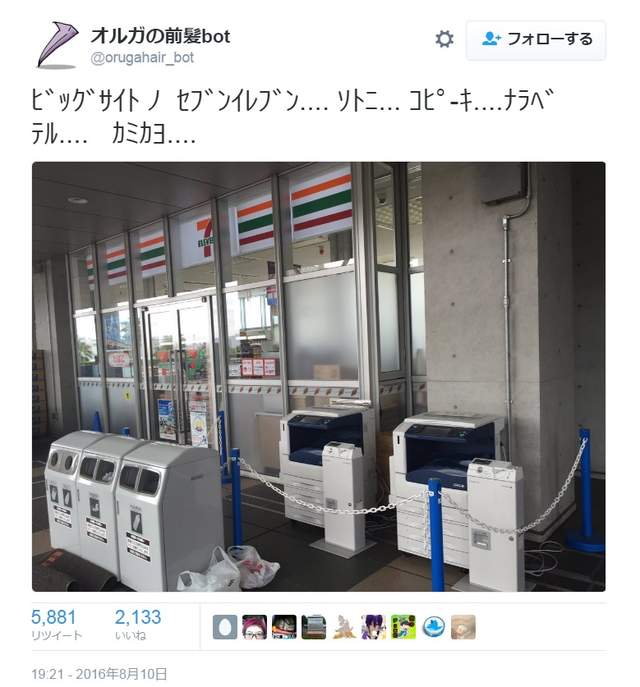 オルガの前髪bot
@orugahair_bot
フォローする
ﾋﾞｯｸﾞｻｲﾄ ﾉ ｾﾌﾞﾝｲﾚﾌﾞﾝ.... ｿﾄﾆ... ｺﾋﾟｰｷ....ﾅﾗﾍﾞ
ﾃﾙ.... ｶﾐｶﾖ....
7
5,881
2,133
リツイート
いいね
19:21 - 2016年8月10日